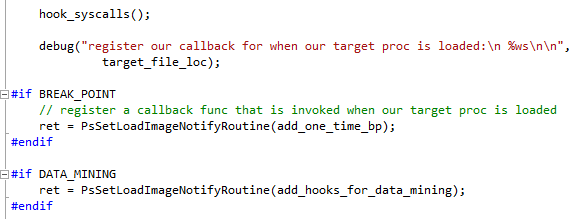 hook_syscalls();
debug("register our callback for when our target proc is loaded:\n %ws\n\n",
target_file_loc);
#if BREAK_POINT
// register a callback func that is invoked when our target proc is loaded
ret = PsSetLoadImageNotifyRoutine(add_one_time_bp);
#endif
#if DATA_MINING
ret = PsSetLoadImageNotifyRoutine(add_hooks_for_data_mining);
#endif